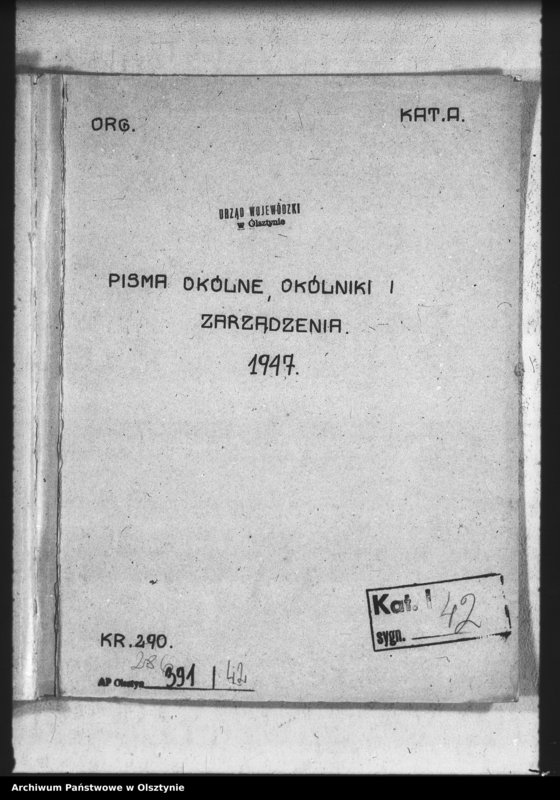 ORG.
KAT.A.
URZĄD WOJEWÓDZKI
w Olsztynie
PISMA OKÓLNE, OKÓLNIKI I
ZARZĄDZENIA.
1947.
Kat. I
sygn. 42
KR.290.
286
AP Olsztyn 391 / 42
Archiwum Państwowe w Olsztynie